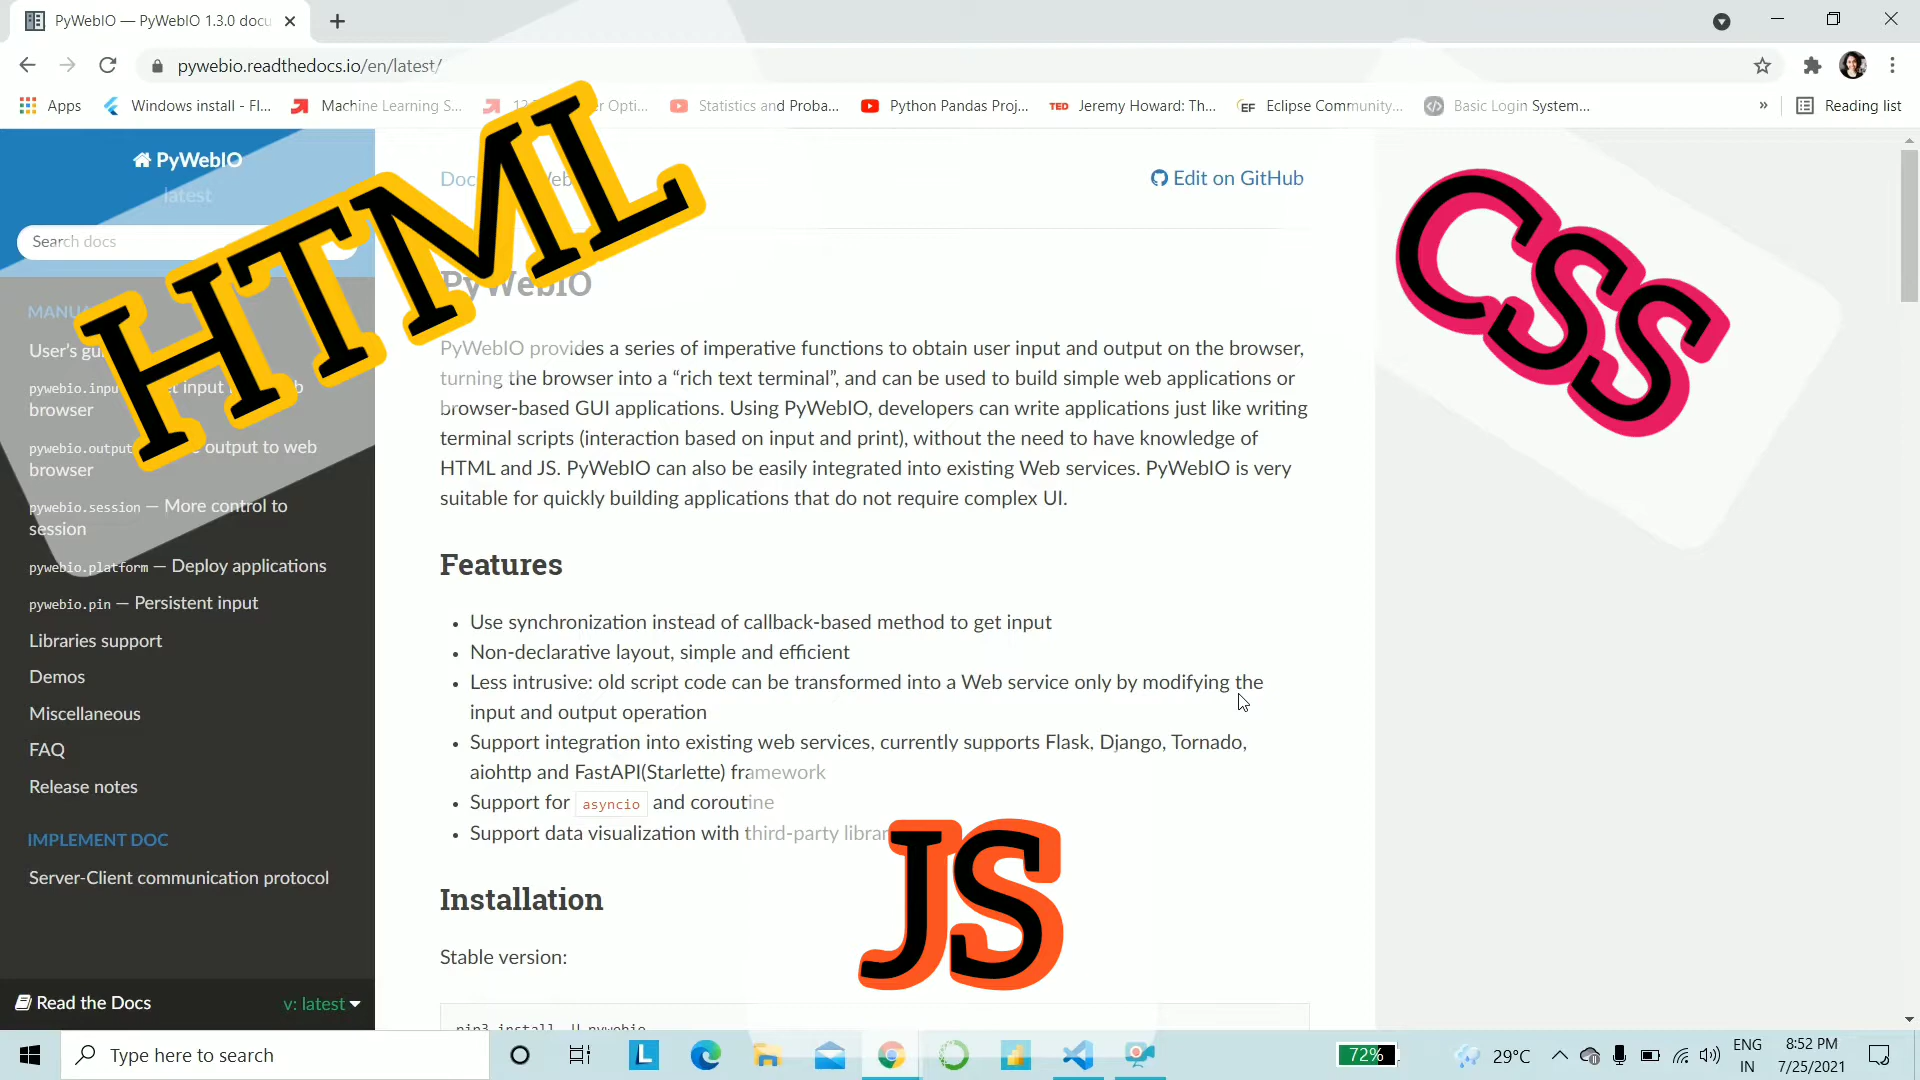 PyWebIO — PyWebIO 1.3.0 docu
pywebio.readthedocs.io/en/latest/
Apps
Windows install - Fl...
Machine Learning S...
Opti...
Statistics and Proba...
Python Pandas Proj...
TED
Jeremy Howard: Th...
EF
Eclipse Community...
Basic Login System...
»
Reading list
PyWebIO
latest
Search docs
HTML
CSS
JS
Edit on GitHub
PyWebIO
PyWebIO provides a series of imperative functions to obtain user input and output on the browser,
turning the browser into a “rich text terminal”, and can be used to build simple web applications or
browser-based GUI applications. Using PyWebIO, developers can write applications just like writing
terminal scripts (interaction based on input and print), without the need to have knowledge of
HTML and JS. PyWebIO can also be easily integrated into existing Web services. PyWebIO is very
suitable for quickly building applications that do not require complex UI.
Features
Use synchronization instead of callback-based method to get input
Non-declarative layout, simple and efficient
Less intrusive: old script code can be transformed into a Web service only by modifying the
input and output operation
Support integration into existing web services, currently supports Flask, Django, Tornado,
aiohttp and FastAPI(Starlette) framework
Support for asyncio and coroutine
Support data visualization with third-party
Installation
Stable version:
pip3 install -U pywebio
User's
pywebio.input input
browser
pywebio.output output to web
browser
pywebio.session — More control to
session
pywebio.platform — Deploy applications
pywebio.pin — Persistent input
Libraries support
Demos
Miscellaneous
FAQ
Release notes
IMPLEMENT DOC
Server-Client communication protocol
Read the Docs
v: latest
Type here to search
L
72%
29°C
ENG
IN
8:52 PM
7/25/2021